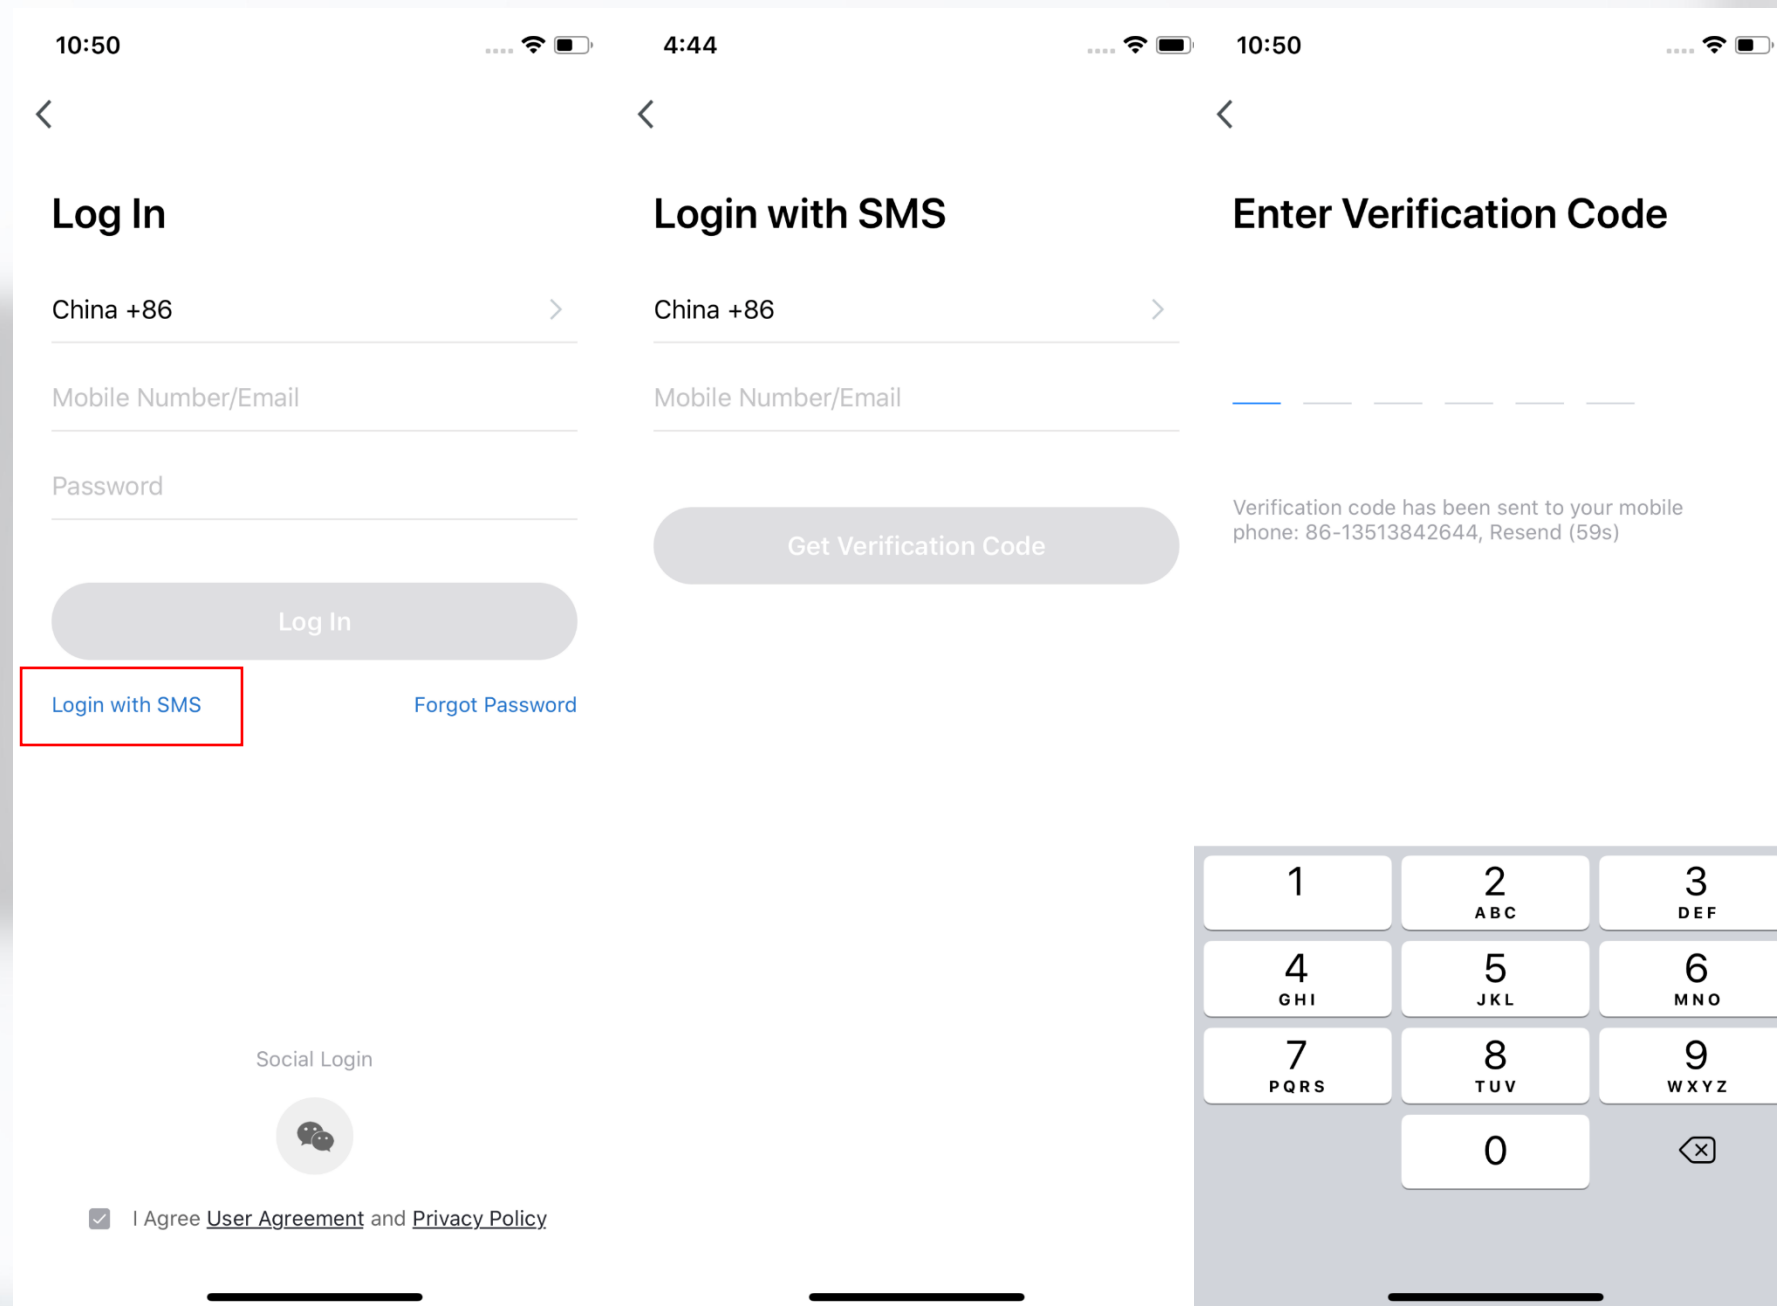 10:50
Log In
China +86
Mobile Number/Email
Password
Log In
Login with SMS
Forgot Password
Social Login
I Agree User Agreement and Privacy Policy
4:44
Login with SMS
China +86
Mobile Number/Email
Get Verification Code
10:50
Enter Verification Code
Verification code has been sent to your mobile
phone: 86-13513842644, Resend (59s)
1
2
ABC
3
DEF
4
GHI
5
JKL
6
MNO
7
PQRS
8
TUV
9
WXYZ
0